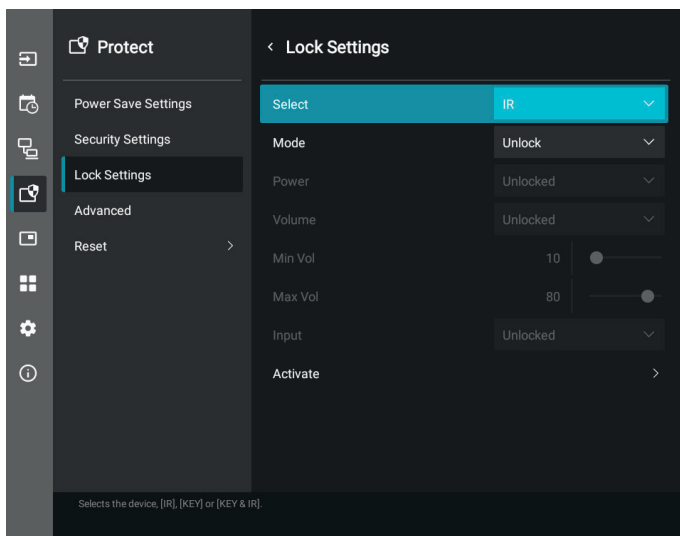 Protect
Lock Settings
Power Save Settings
Security Settings
Lock Settings
Advanced
Reset
Select IR
Mode Unlock
Power Unlocked
Volume Unlocked
Min Vol 10
Max Vol 80
Input Unlocked
Activate
Selects the device, [IR], [KEY] or [KEY & IR].